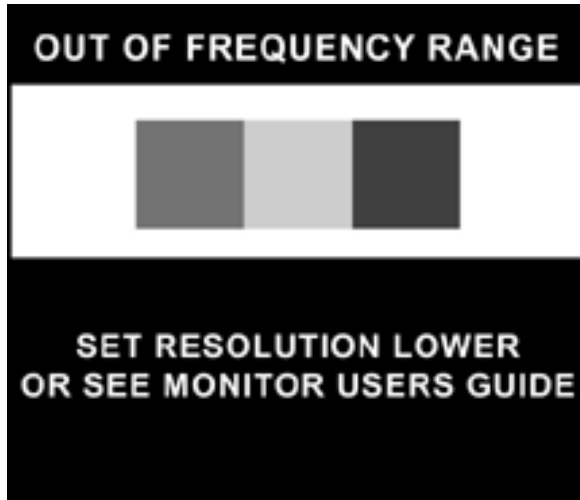 OUT OF FREQUENCY RANGE
SET RESOLUTION LOWER
OR SEE MONITOR USERS GUIDE